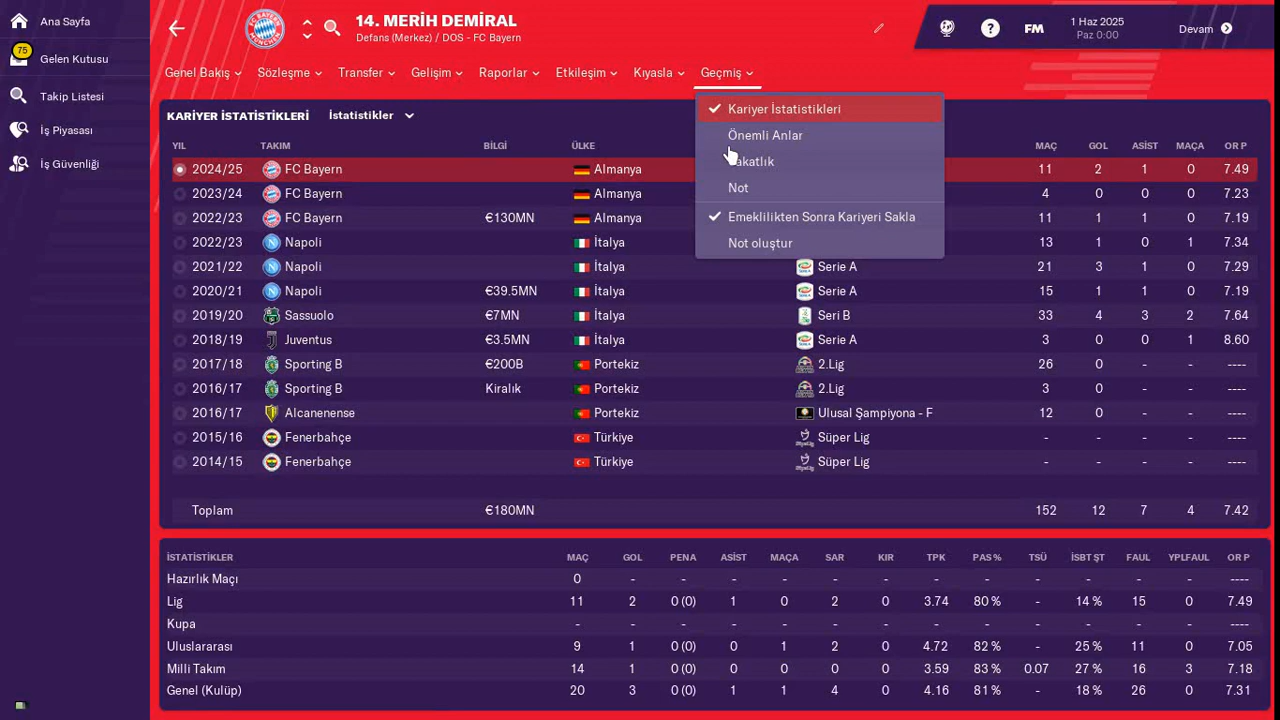 Ana Sayfa
75
Gelen Kutusu
Takip Listesi
İş Piyasası
İş Güvenliği
14. MERİH DEMİRAL
Defans (Merkez) / DOS - FC Bayern
FM
1 Haz 2025
Paz 0:00
Devam
Genel Bakış Sözleşme Transfer Gelişim Raporlar Etkileşim Kıyasla Geçmiş
Kariyer İstatistikleri
Önemli Anlar
Not
Emeklilikten Sonra Kariyeri Sakla
Not oluştur
KARİYER İSTATİSTİKLERİ İstatistikler
YIL TAKIM BİLGİ ÜLKE MAÇ GOL ASİST MAÇA OR P
2024/25 FC Bayern Almanya 11 2 1 0 7.49
2023/24 FC Bayern Almanya 4 0 0 0 7.23
2022/23 FC Bayern €130MN Almanya 11 1 1 0 7.19
2022/23 Napoli İtalya 13 1 0 1 7.34
2021/22 Napoli İtalya Serie A 21 3 1 0 7.29
2020/21 Napoli €39.5MN İtalya Serie A 15 1 1 0 7.19
2019/20 Sassuolo €7MN İtalya Seri B 33 4 3 2 7.64
2018/19 Juventus €3.5MN İtalya Serie A 3 0 0 1 8.60
2017/18 Sporting B €200B Portekiz 2.Lig 26 0 - - ----
2016/17 Sporting B Kiralık Portekiz 2.Lig 3 0 - - ----
2016/17 Alcanenense Portekiz Ulusal Şampiyona - F 12 0 - - ----
2015/16 Fenerbahçe Türkiye Süper Lig - - - - ----
2014/15 Fenerbahçe Türkiye Süper Lig - - - - ----
Toplam €180MN 152 12 7 4 7.42
İSTATİSTİKLER MAÇ GOL PENA ASİST MAÇA SAR KIR TPK PAS % TSÜ İSBT ŞT FAUL YPLFAUL OR P
Hazırlık Maçı 0 - - - - - - - - - - - - ----
Lig 11 2 0 (0) 1 0 2 0 3.74 80 % - 14 % 15 0 7.49
Kupa - - - - - - - - - - - - - ----
Uluslararası 9 1 0 (0) 0 1 2 0 4.72 82 % - 25 % 11 0 7.05
Milli Takım 14 1 0 (0) 0 0 0 0 3.59 83 % 0.07 27 % 16 3 7.18
Genel (Kulüp) 20 3 0 (0) 1 1 4 0 4.16 81 % - 18 % 26 0 7.31